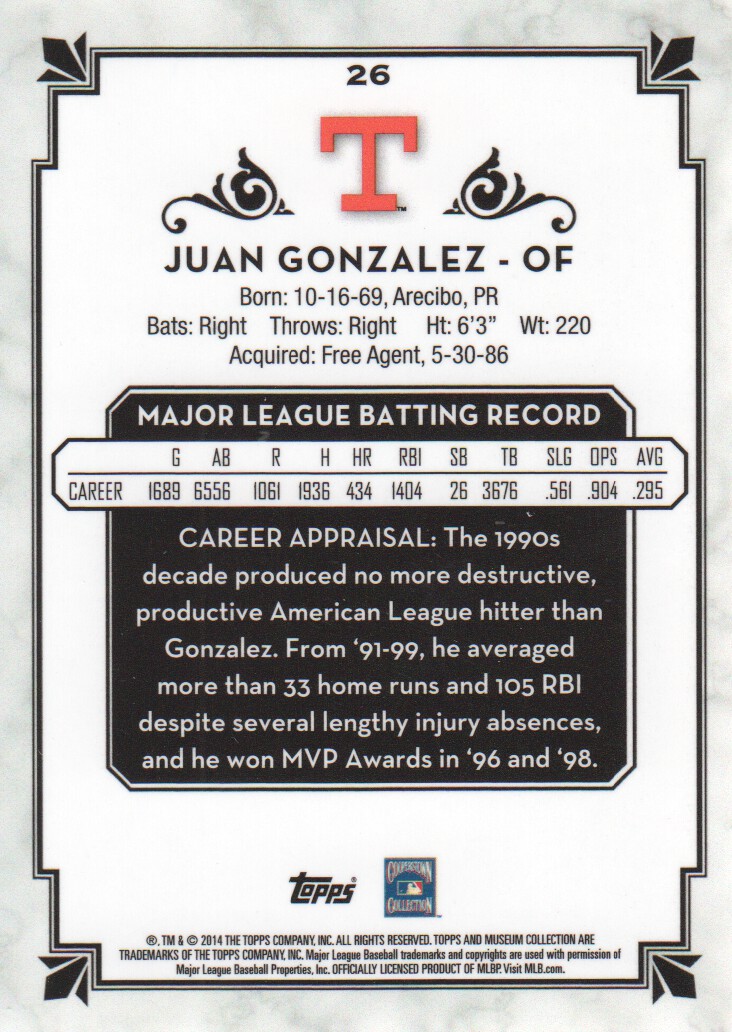 26
T™
JUAN GONZALEZ - OF
Born: 10-16-69, Arecibo, PR
Bats: Right Throws: Right Ht: 6’3” Wt: 220
Acquired: Free Agent, 5-30-86
MAJOR LEAGUE BATTING RECORD
G AB R H HR RBI SB TB SLG OPS AVG
CAREER 1689 6556 1061 1936 434 1404 26 3676 .561 .904 .295
CAREER APPRAISAL: The 1990s
decade produced no more destructive,
productive American League hitter than
Gonzalez. From ‘91-99, he averaged
more than 33 home runs and 105 RBI
despite several lengthy injury absences,
and he won MVP Awards in ‘96 and ‘98.
topps®
COOPERSTOWN
COLLECTION™
®, TM & © 2014 THE TOPPS COMPANY, INC. ALL RIGHTS RESERVED. TOPPS AND MUSEUM COLLECTION ARE
TRADEMARKS OF THE TOPPS COMPANY, INC. Major League Baseball trademarks and copyrights are used with permission of
Major League Baseball Properties, Inc. OFFICIALLY LICENSED PRODUCT OF MLBP. Visit MLB.com.